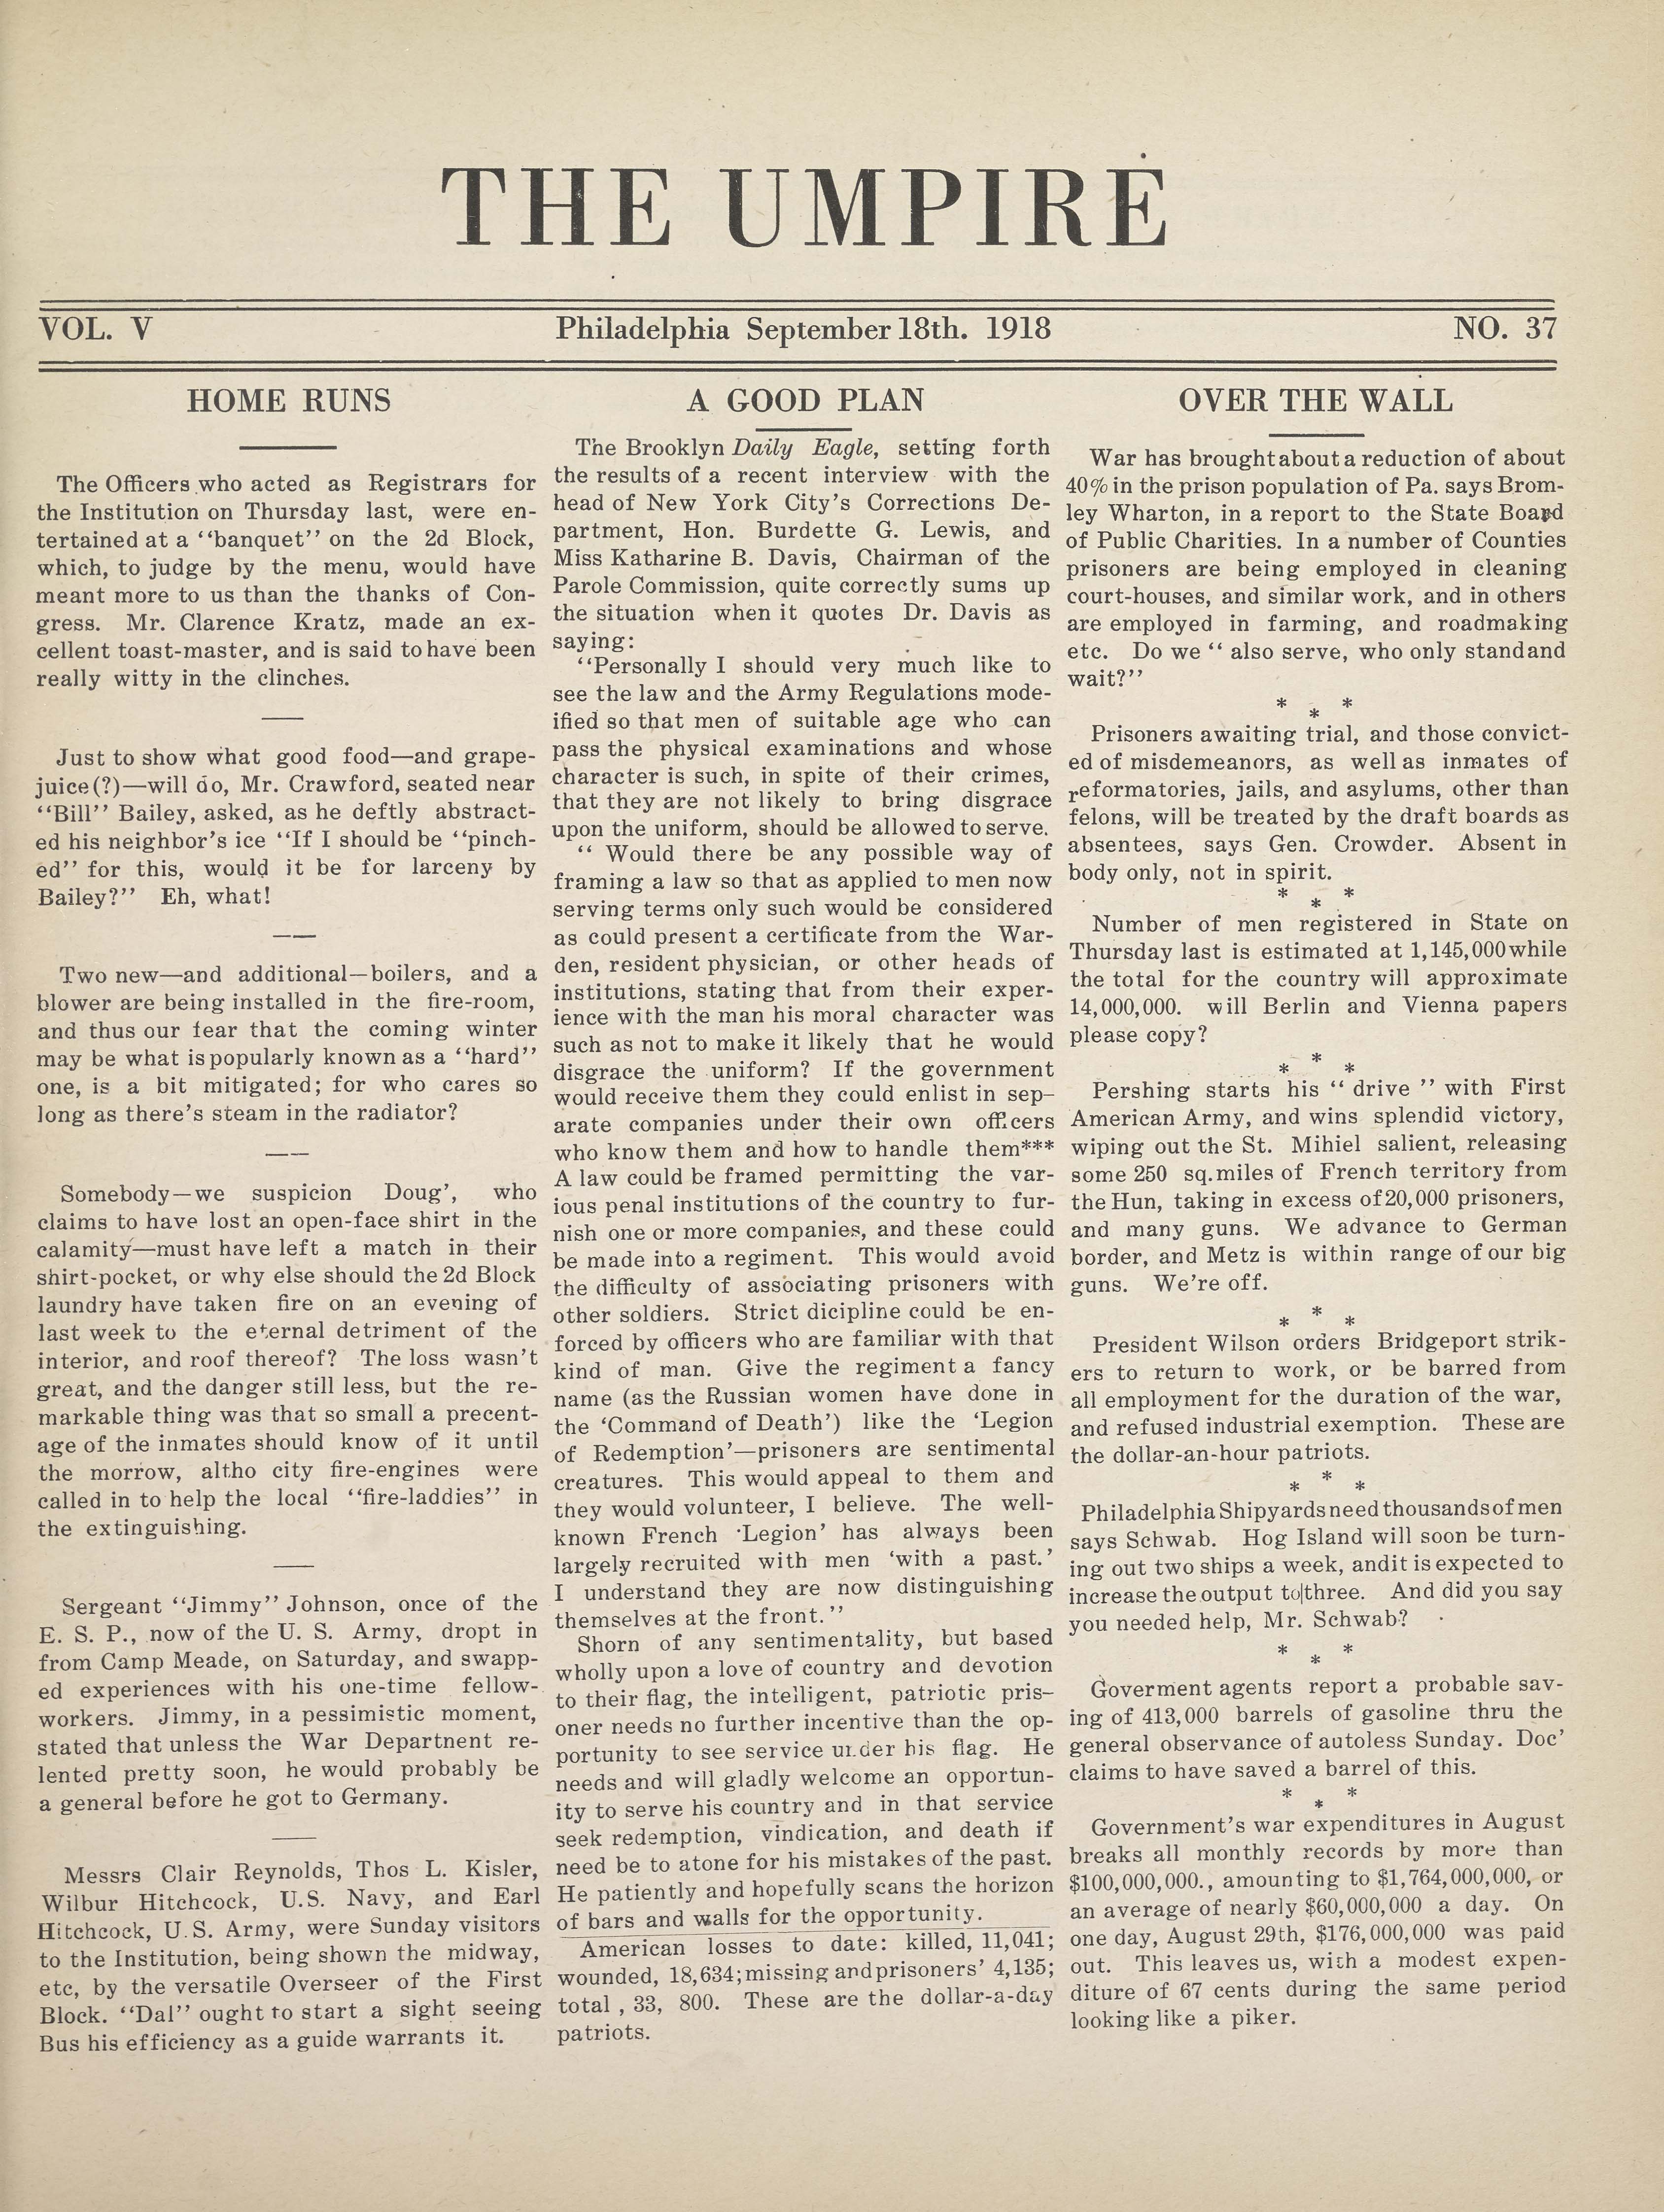 THE UMPIRE
VOL. V Philadelphia September 18th. 1918 NO. 37
HOME RUNS
The Officers who acted as Registrars for
the Institution on Thursday last, were en-
tertained at a ‘‘banquet’’ on the 2d Block,
which, to judge by the menu, would have
meant more to us than the thanks of Con-
gress. Mr. Clarence Kratz, made an ex-
cellent toast-master, and is said to have been
really witty in the clinches.
Just to show what good food—and grape-
juice(?)—will do, Mr. Crawford, seated near
‘‘Bill’’ Bailey, asked, as he deftly abstract-
ed his neighbor’s ice ‘‘If I should be ‘‘pinch-
ed’’ for this, would it be for larceny by
Bailey?’’ Eh, what!
Two new—and additional—boilers, and a
blower are being installed in the fire-room,
and thus our fear that the coming winter
may be what is popularly known as a ‘‘hard’’
one, is a bit mitigated; for who cares so
long as there’s steam in the radiator?
Somebody—we suspicion Doug’, who
claims to have lost an open-face shirt in the
calamity—must have left a match in their
shirt-pocket, or why else should the 2d Block
laundry have taken fire on an evening of
last week to the eternal detriment of the
interior, and roof thereof? The loss wasn’t
great, and the danger still less, but the re-
markable thing was that so small a precent-
age of the inmates should know of it until
the morrow, altho city fire-engines were
called in to help the local ‘‘fire-laddies’’ in
the extinguishing.
Sergeant ‘‘Jimmy’’ Johnson, once of the
E. S. P., now of the U. S. Army, dropt in
from Camp Meade, on Saturday, and swapp-
ed experiences with his one-time fellow-
workers. Jimmy, in a pessimistic moment,
stated that unless the War Departnent re-
lented pretty soon, he would probably be
a general before he got to Germany.
Messrs Clair Reynolds, Thos L. Kisler,
Wilbur Hitchcock, U.S. Navy, and Earl
Hitchcock, U.S. Army, were Sunday visitors
to the Institution, being shown the midway,
etc, by the versatile Overseer of the First
Block. ‘‘Dal’’ ought to start a sight seeing
Bus his efficiency as a guide warrants it.
A GOOD PLAN
The Brooklyn Daily Eagle, setting forth
the results of a recent interview with the
head of New York City’s Corrections De-
partment, Hon. Burdette G. Lewis, and
Miss Katharine B. Davis, Chairman of the
Parole Commission, quite correctly sums up
the situation when it quotes Dr. Davis as
saying:
‘‘Personally I should very much like to
see the law and the Army Regulations mode-
ified so that men of suitable age who can
pass the physical examinations and whose
character is such, in spite of their crimes,
that they are not likely to bring disgrace
upon the uniform, should be allowed to serve.
‘‘ Would there be any possible way of
framing a law so that as applied to men now
serving terms only such would be considered
as could present a certificate from the War-
den, resident physician, or other heads of
institutions, stating that from their exper-
ience with the man his moral character was
such as not to make it likely that he would
disgrace the uniform? If the government
would receive them they could enlist in sep-
arate companies under their own officers
who know them and how to handle them***
A law could be framed permitting the var-
ious penal institutions of the country to fur-
nish one or more companies, and these could
be made into a regiment. This would avoid
the difficulty of associating prisoners with
other soldiers. Strict dicipline could be en-
forced by officers who are familiar with that
kind of man. Give the regiment a fancy
name (as the Russian women have done in
the ‘Command of Death’) like the ‘Legion
of Redemption’—prisoners are sentimental
creatures. This would appeal to them and
they would volunteer, I believe. The well-
known French ‘Legion’ has always been
largely recruited with men ‘with a past.’
I understand they are now distinguishing
themselves at the front.’’
Shorn of any sentimentality, but based
wholly upon a love of country and devotion
to their flag, the intelligent, patriotic pris-
oner needs no further incentive than the op-
portunity to see service under his flag. He
needs and will gladly welcome an opportun-
ity to serve his country and in that service
seek redemption, vindication, and death if
need be to atone for his mistakes of the past.
He patiently and hopefully scans the horizon
of bars and walls for the opportunity.
American losses to date: killed, 11,041;
wounded, 18,634; missing and prisoners’ 4,135;
total , 33, 800. These are the dollar-a-day
patriots.
OVER THE WALL
War has brought about a reduction of about
40% in the prison population of Pa. says Brom-
ley Wharton, in a report to the State Board
of Public Charities. In a number of Counties
prisoners are being employed in cleaning
court-houses, and similar work, and in others
are employed in farming, and roadmaking
etc. Do we ‘‘ also serve, who only stand and
wait?’’
* * *
Prisoners awaiting trial, and those convict-
ed of misdemeanors, as well as inmates of
reformatories, jails, and asylums, other than
felons, will be treated by the draft boards as
absentees, says Gen. Crowder. Absent in
body only, not in spirit.
* * *
Number of men registered in State on
Thursday last is estimated at 1,145,000 while
the total for the country will approximate
14,000,000. will Berlin and Vienna papers
please copy?
* * *
Pershing starts his ‘‘ drive ’’ with First
American Army, and wins splendid victory,
wiping out the St. Mihiel salient, releasing
some 250 sq. miles of French territory from
the Hun, taking in excess of 20,000 prisoners,
and many guns. We advance to German
border, and Metz is within range of our big
guns. We’re off.
* * *
President Wilson orders Bridgeport strik-
ers to return to work, or be barred from
all employment for the duration of the war,
and refused industrial exemption. These are
the dollar-an-hour patriots.
* * *
Philadelphia Shipyards need thousands of men
says Schwab. Hog Island will soon be turn-
ing out two ships a week, and it is expected to
increase the output to three. And did you say
you needed help, Mr. Schwab?
* * *
Goverment agents report a probable sav-
ing of 413,000 barrels of gasoline thru the
general observance of autoless Sunday. Doc’
claims to have saved a barrel of this.
* * *
Government’s war expenditures in August
breaks all monthly records by more than
$100,000,000., amounting to $1,764,000,000, or
an average of nearly $60,000,000 a day. On
one day, August 29th, $176,000,000 was paid
out. This leaves us, with a modest expen-
diture of 67 cents during the same period
looking like a piker.